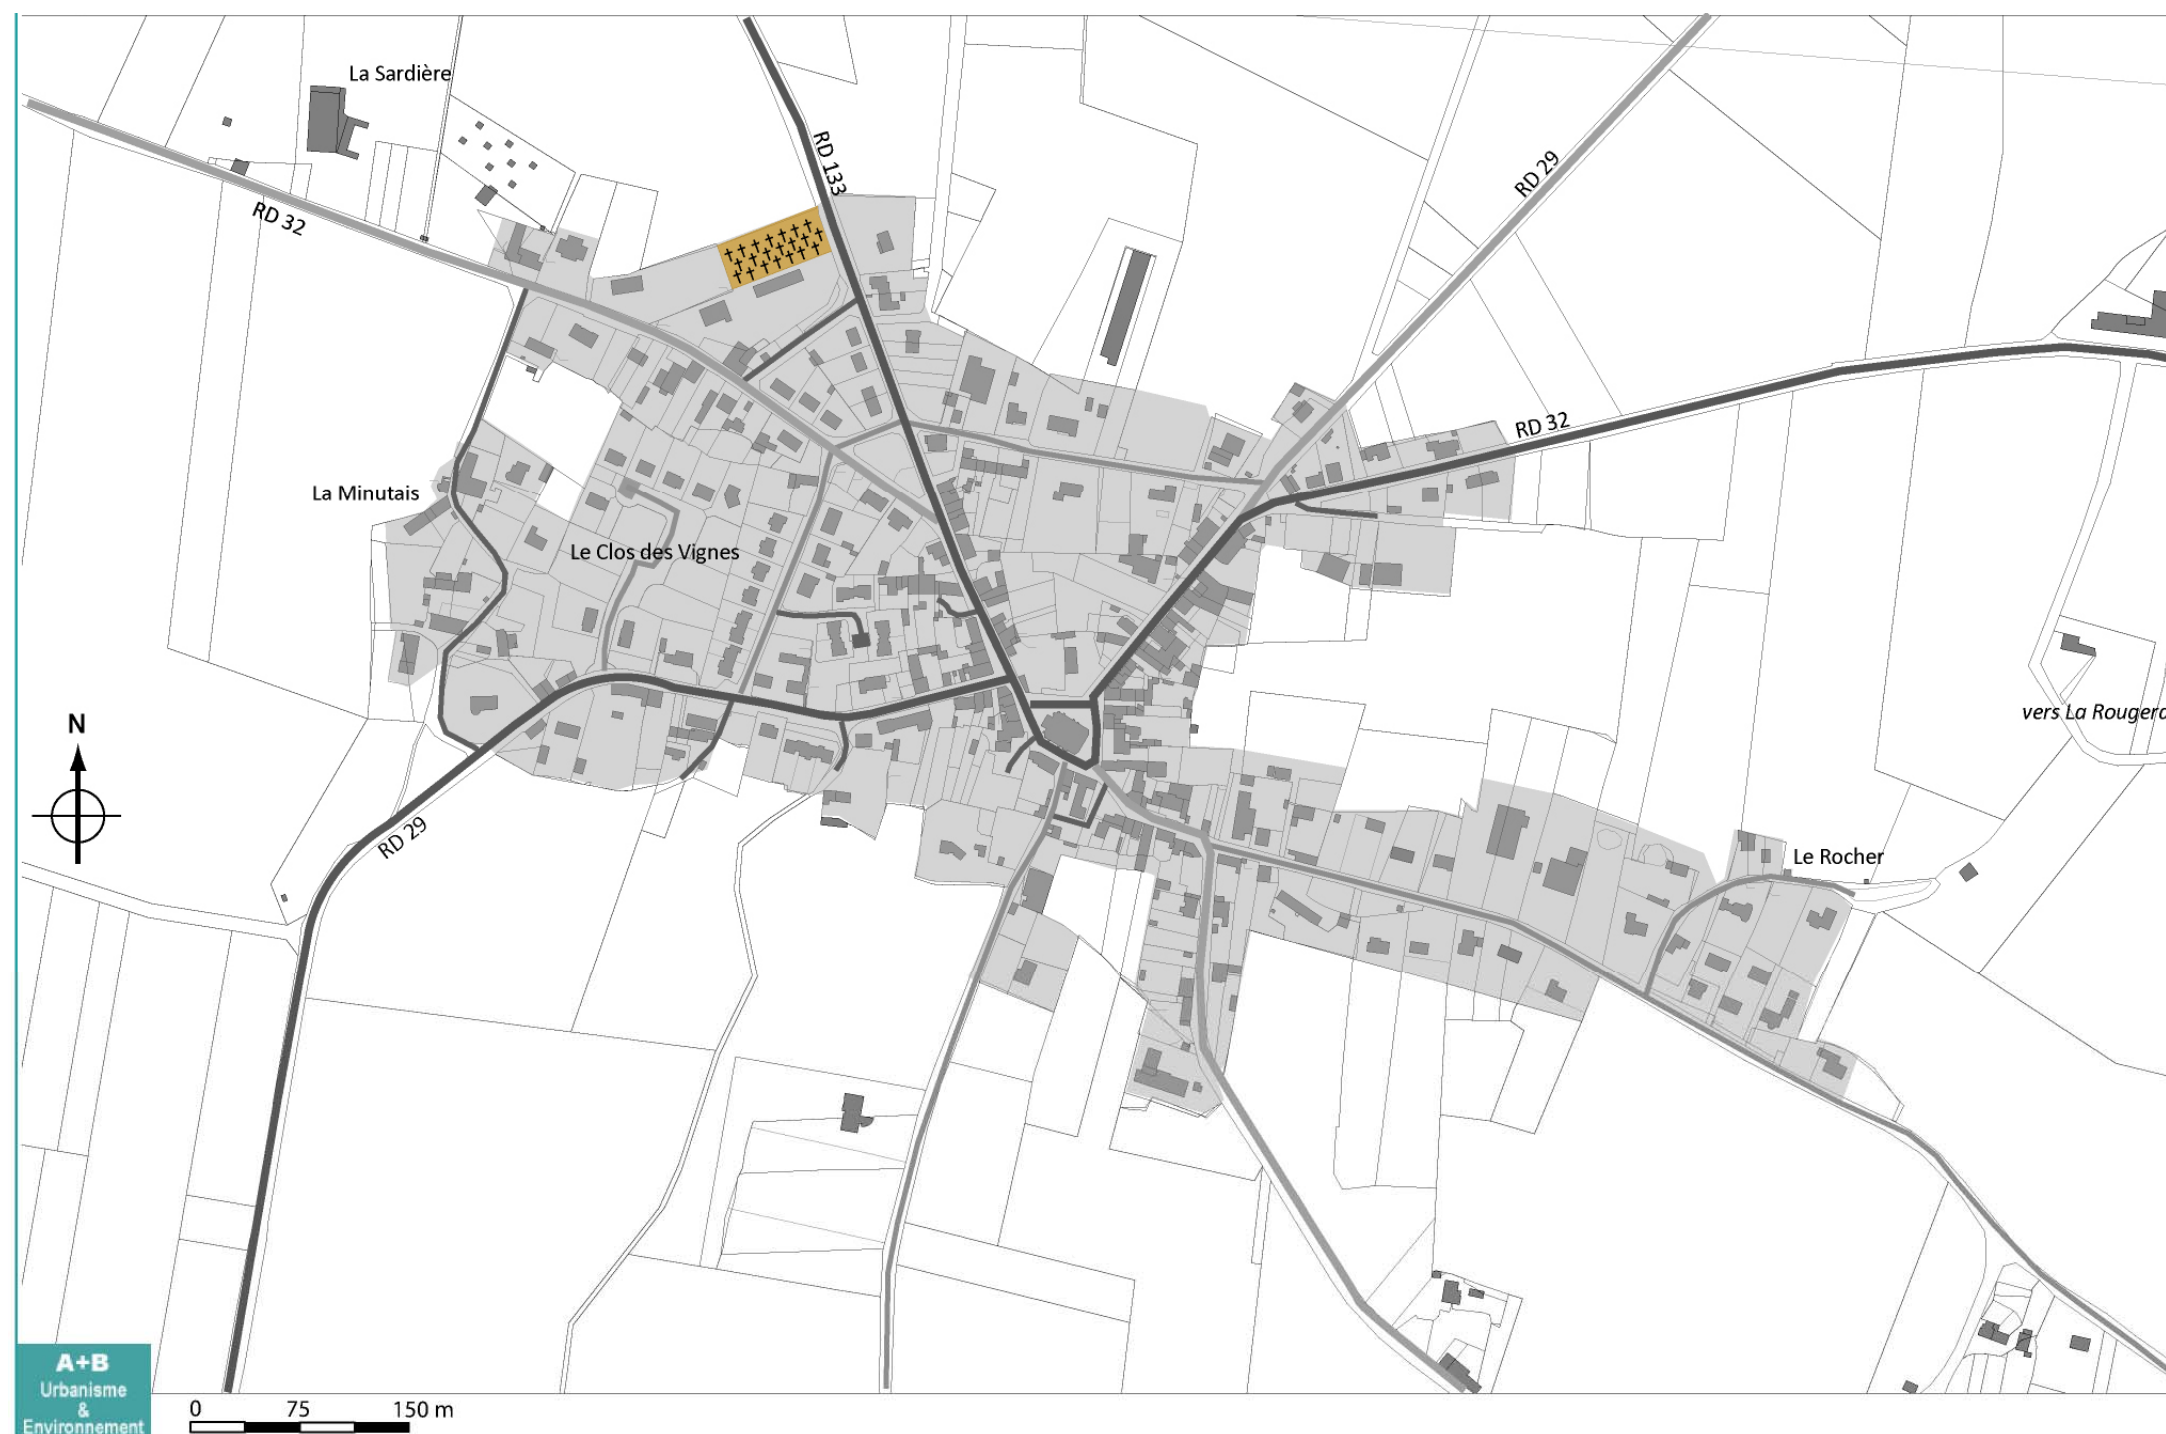 La Sardière
RD 133
RD 29
RD 32
RD 32
La Minutais
Le Clos des Vignes
N
vers La Rougera
RD 29
Le Rocher
A+B
Urbanisme
&
Environnement
0 75 150 m